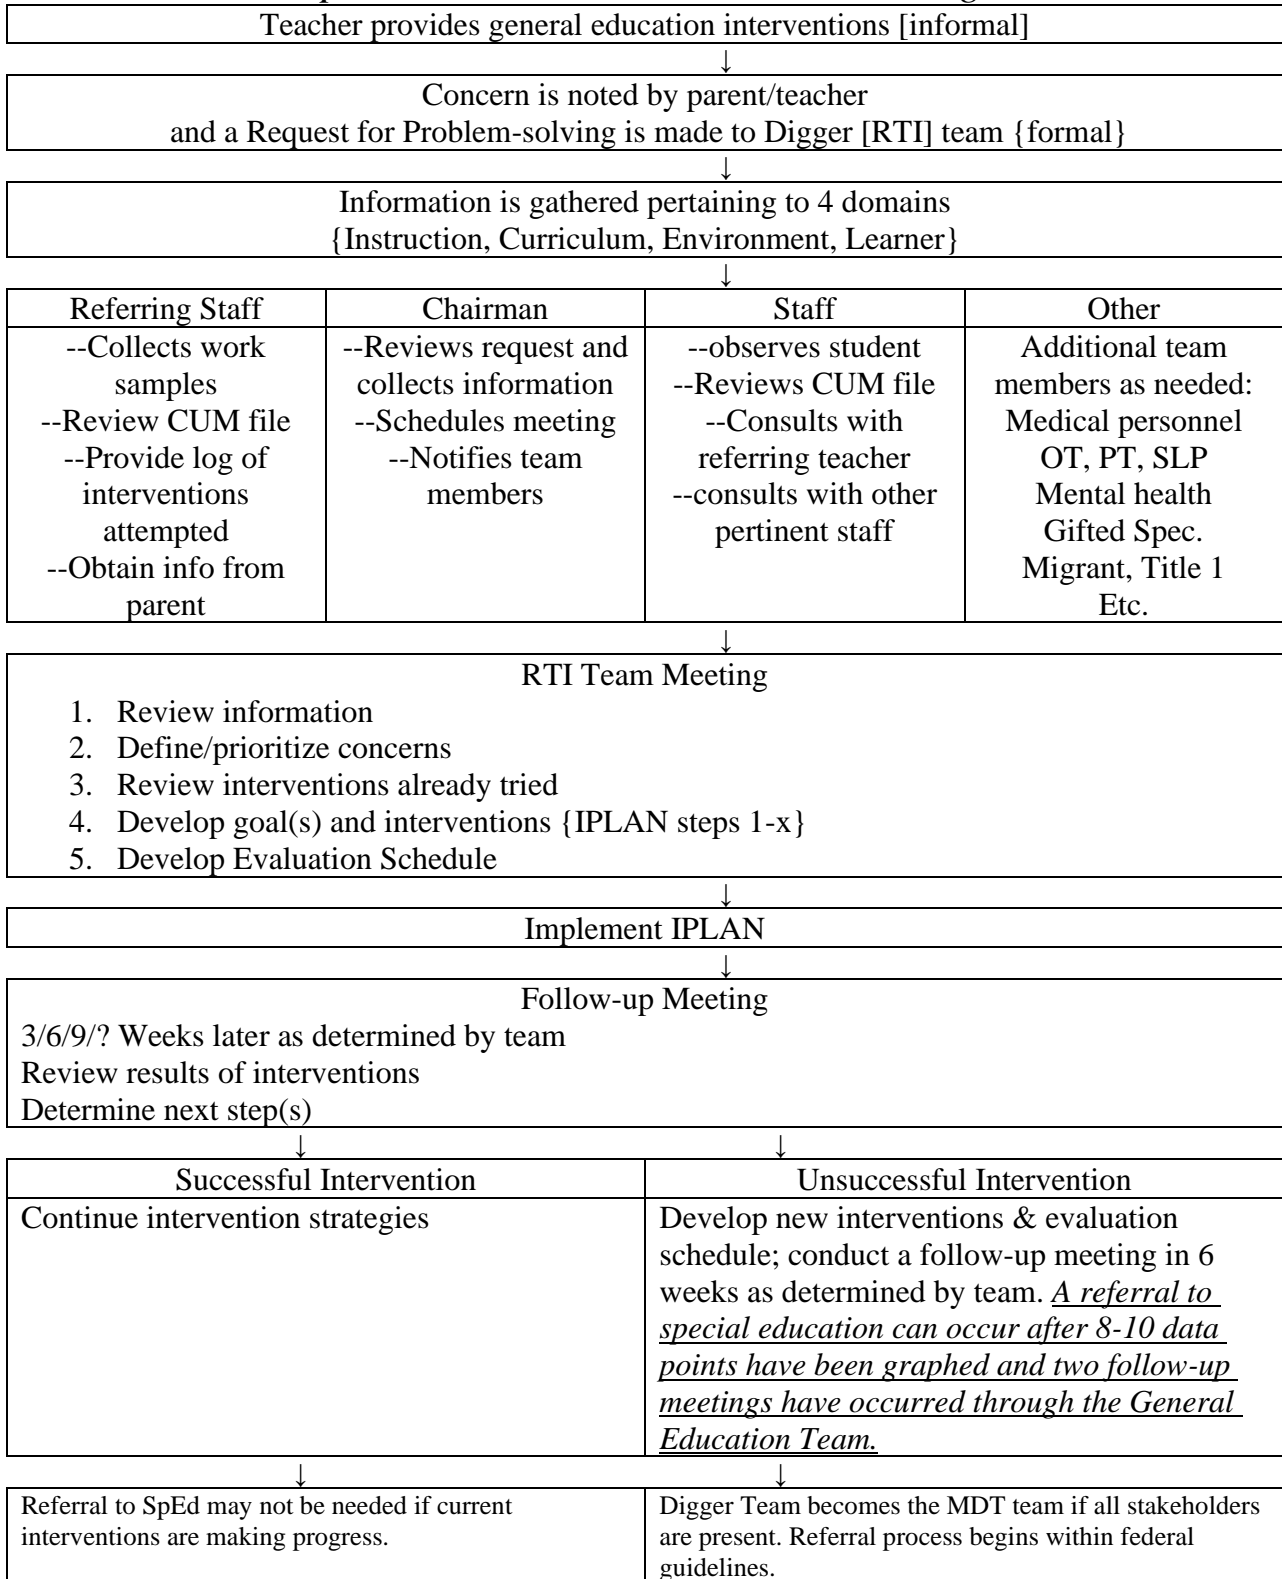 Teacher provides general education interventions [informal]
↓
Concern is noted by parent/teacher
and a Request for Problem-solving is made to Digger [RTI] team {formal}
↓
Information is gathered pertaining to 4 domains
{Instruction, Curriculum, Environment, Learner}
↓
Referring Staff
--Collects work
samples
--Review CUM file
--Provide log of
interventions
attempted
--Obtain info from
parent
Chairman
--Reviews request and
collects information
--Schedules meeting
--Notifies team
members
Staff
--observes student
--Reviews CUM file
--Consults with
referring teacher
--consults with other
pertinent staff
Other
Additional team
members as needed:
Medical personnel
OT, PT, SLP
Mental health
Gifted Spec.
Migrant, Title 1
Etc.
↓
RTI Team Meeting
1. Review information
2. Define/prioritize concerns
3. Review interventions already tried
4. Develop goal(s) and interventions {IPLAN steps 1-x}
5. Develop Evaluation Schedule
↓
Implement IPLAN
↓
Follow-up Meeting
3/6/9/? Weeks later as determined by team
Review results of interventions
Determine next step(s)
↓ ↓
Successful Intervention
Continue intervention strategies
Unsuccessful Intervention
Develop new interventions & evaluation
schedule; conduct a follow-up meeting in 6
weeks as determined by team. A referral to
special education can occur after 8-10 data
points have been graphed and two follow-up
meetings have occurred through the General
Education Team.
↓ ↓
Referral to SpEd may not be needed if current
interventions are making progress.
Digger Team becomes the MDT team if all stakeholders
are present. Referral process begins within federal
guidelines.